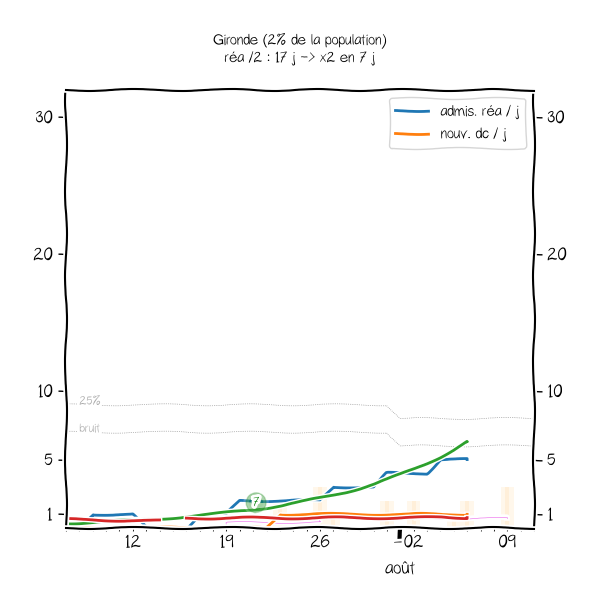 Gironde (2% de la population)
réa /2 : 17 j -> x2 en 7 j
admis. réa / j
nouv. dc / j
30
30
20
20
10
10
25%
bruit
5
5
7
1
1
12
19
26
02
09
août